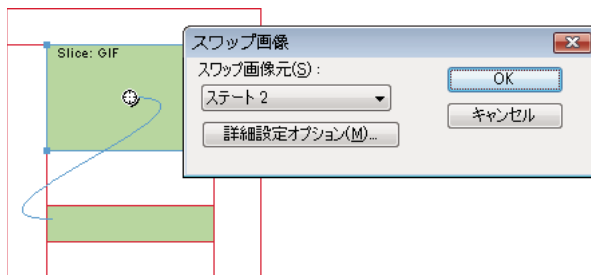 Slice: GIF
スワップ画像
スワップ画像元(S):
ステート 2
詳細設定オプション(M)...
OK
キャンセル